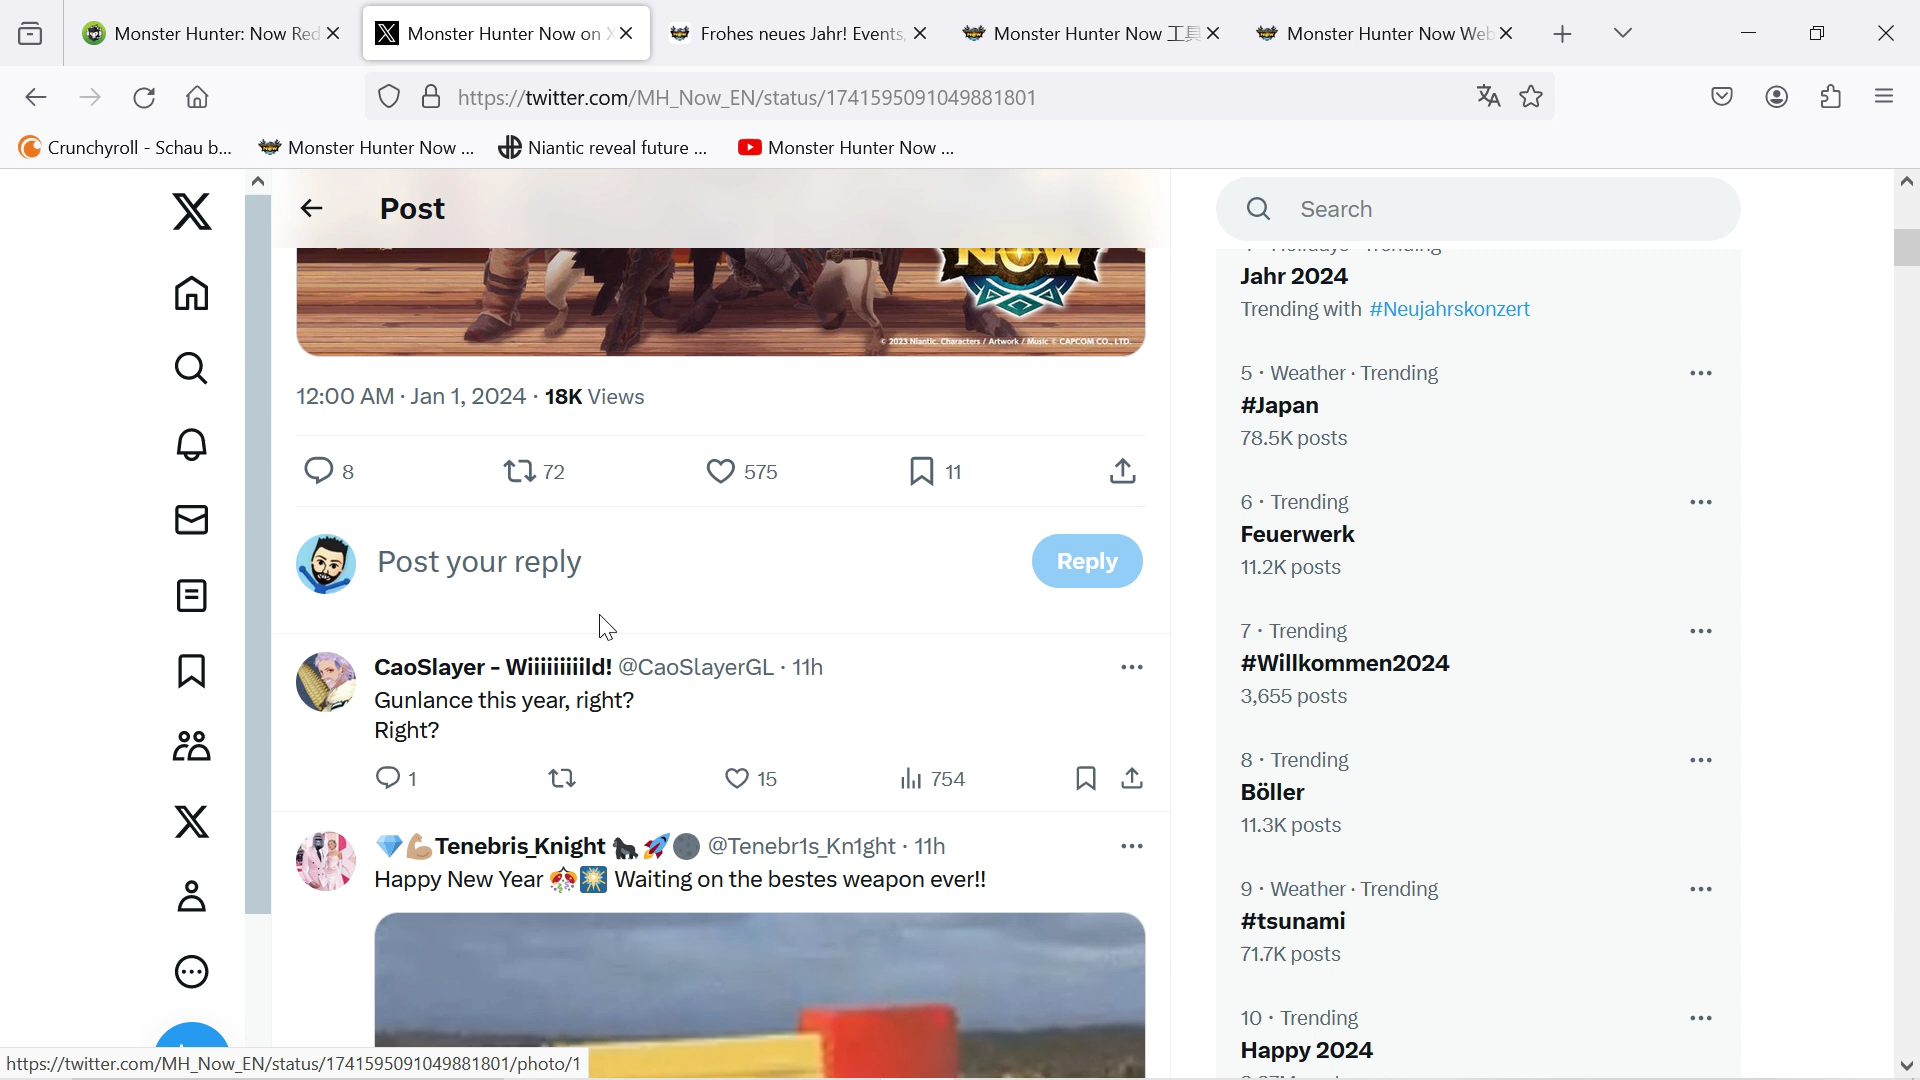 Monster Hunter: Now Red
Monster Hunter Now on X
Frohes neues Jahr! Events,
Monster Hunter Now 工具
Monster Hunter Now Web
https://twitter.com/MH_Now_EN/status/1741595091049881801
Crunchyroll - Schau b...
Monster Hunter Now ...
Niantic reveal future ...
Monster Hunter Now ...
Post
Search
NOW
© 2023 Niantic. Characters / Artwork / Music © CAPCOM CO., LTD.
Jahr 2024
Trending with #Neujahrskonzert
12:00 AM · Jan 1, 2024 · 18K Views
5 · Weather · Trending
#Japan
78.5K posts
8
72
575
11
6 · Trending
Feuerwerk
11.2K posts
Post your reply
Reply
7 · Trending
#Willkommen2024
3,655 posts
CaoSlayer - Wiiiiiiiiild! @CaoSlayerGL · 11h
Gunlance this year, right?
Right?
1
15
754
8 · Trending
Böller
11.3K posts
Tenebris_Knight @Tenebr1s_Kn1ght · 11h
Happy New Year Waiting on the bestes weapon ever!!
9 · Weather · Trending
#tsunami
71.7K posts
10 · Trending
Happy 2024
https://twitter.com/MH_Now_EN/status/1741595091049881801/photo/1